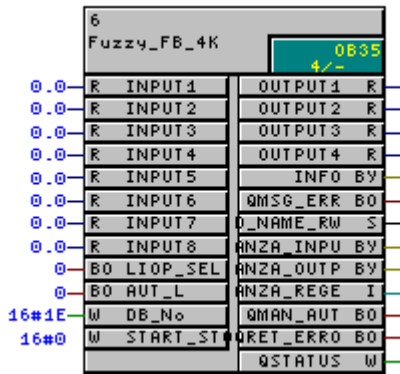 6
Fuzzy_FB_4K
OB35
4/-
0.0 R INPUT1 OUTPUT1 R
0.0 R INPUT2 OUTPUT2 R
0.0 R INPUT3 OUTPUT3 R
0.0 R INPUT4 OUTPUT4 R
0.0 R INPUT5 INFO BY
0.0 R INPUT6 QMSG_ERR BO
0.0 R INPUT7 D_NAME_RW S
0.0 R INPUT8 ANZA_INPU BY
0 BO LIOP_SEL ANZA_OUTP BY
0 BO AUT_L ANZA_REGE I
16#1E W DB_No QMAN_AUT BO
16#0 W START_ST QRET_ERRO BO
QSTATUS W